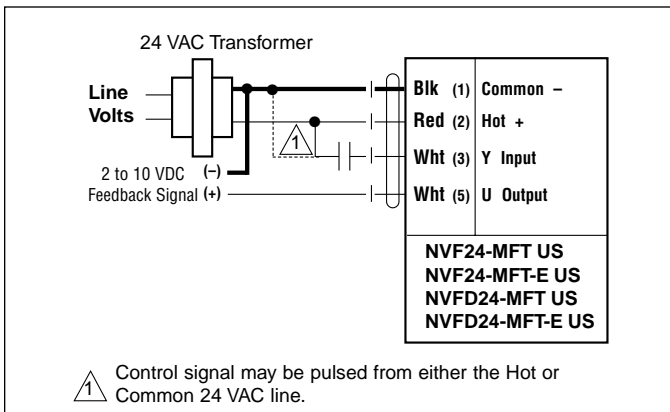 24 VAC Transformer
Line
Volts
Blk (1) Common –
Red (2) Hot +
1
Wht (3) Y Input
2 to 10 VDC (–)
Feedback Signal (+)
Wht (5) U Output
NVF24-MFT US
NVF24-MFT-E US
NVFD24-MFT US
NVFD24-MFT-E US
1 Control signal may be pulsed from either the Hot or
Common 24 VAC line.